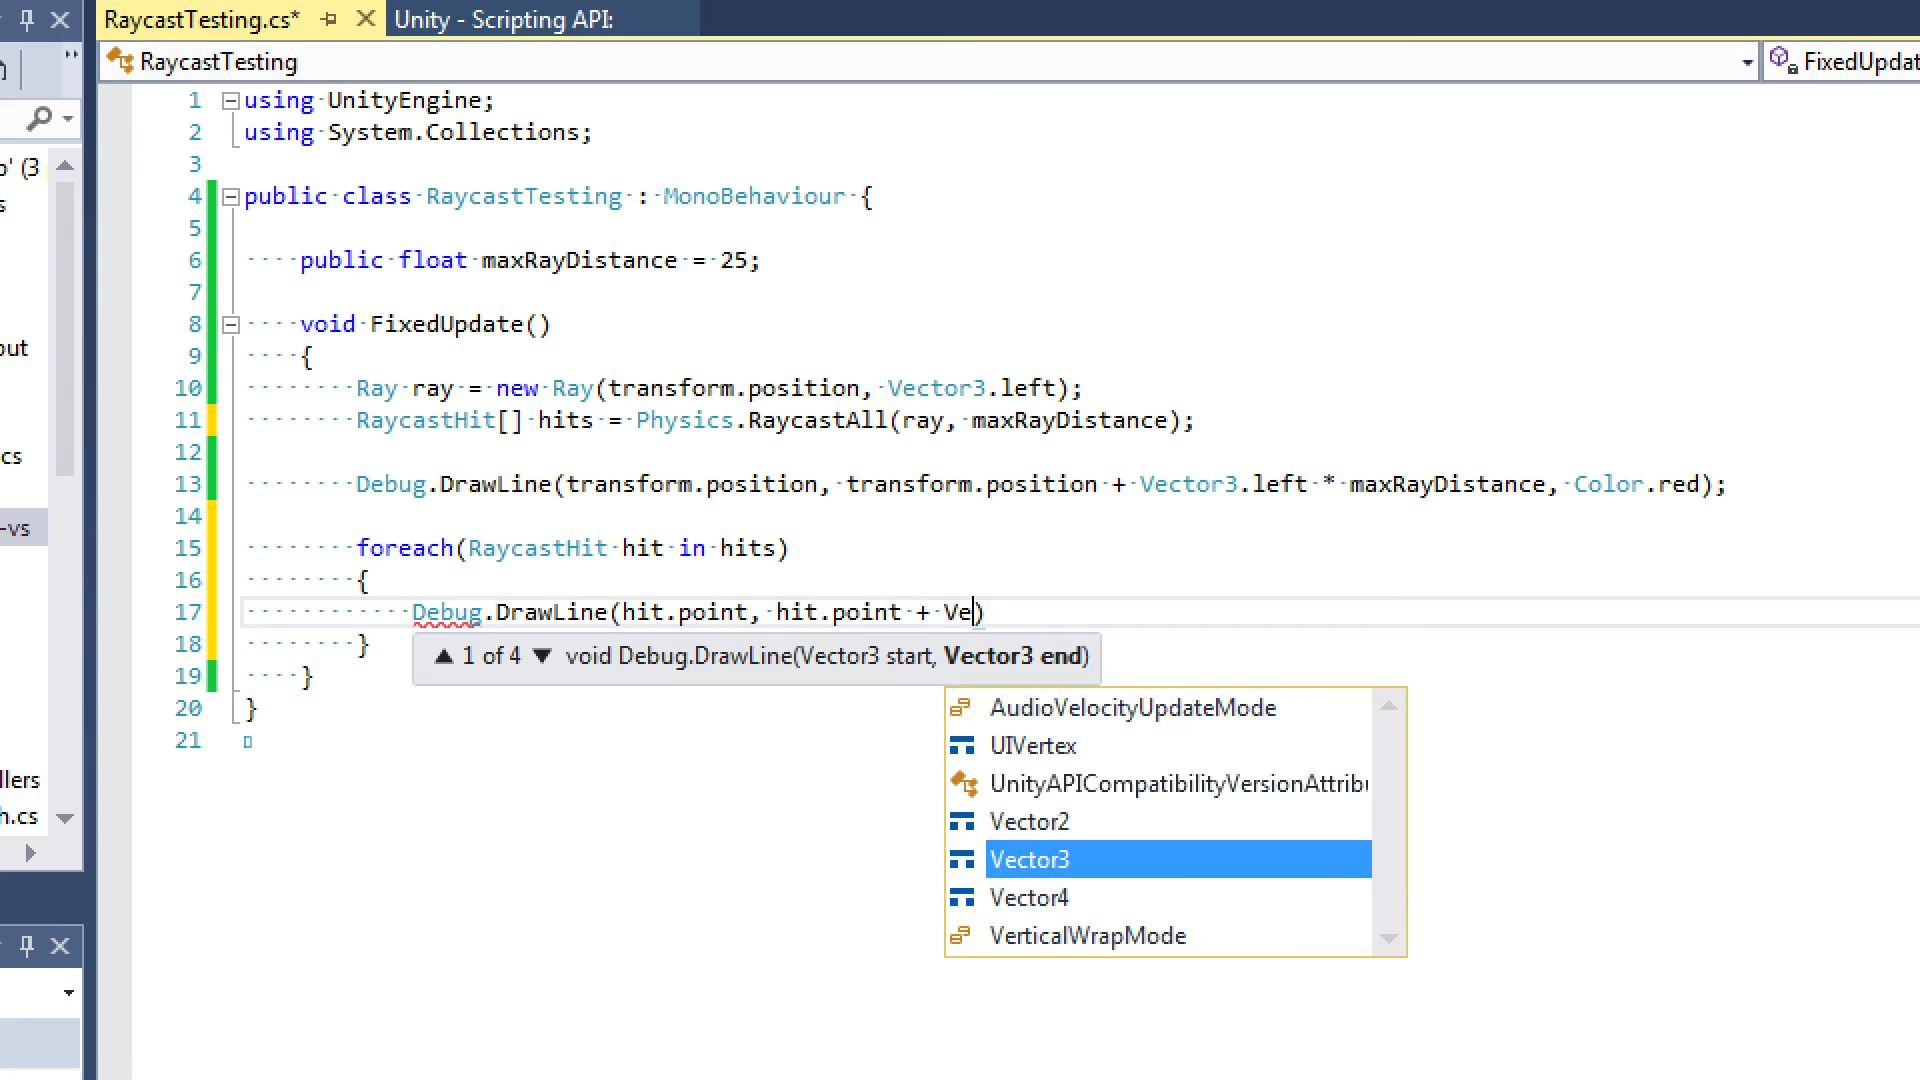 RaycastTesting.cs*
Unity - Scripting API:
RaycastTesting
FixedUpdat
1 using UnityEngine;
2 using System.Collections;
3
4 public class RaycastTesting : MonoBehaviour {
5
6 public float maxRayDistance = 25;
7
8 void FixedUpdate()
9 {
10 Ray ray = new Ray(transform.position, Vector3.left);
11 RaycastHit[] hits = Physics.RaycastAll(ray, maxRayDistance);
12
13 Debug.DrawLine(transform.position, transform.position + Vector3.left * maxRayDistance, Color.red);
14
15 foreach(RaycastHit hit in hits)
16 {
17 Debug.DrawLine(hit.point, hit.point + Ve)
18 }
19 }
20 }
21
▲ 1 of 4 ▼ void Debug.DrawLine(Vector3 start, Vector3 end)
AudioVelocityUpdateMode
UIVertex
UnityAPICompatibilityVersionAttrib
Vector2
Vector3
Vector4
VerticalWrapMode
' (3
s
out
cs
-vs
llers
h.cs